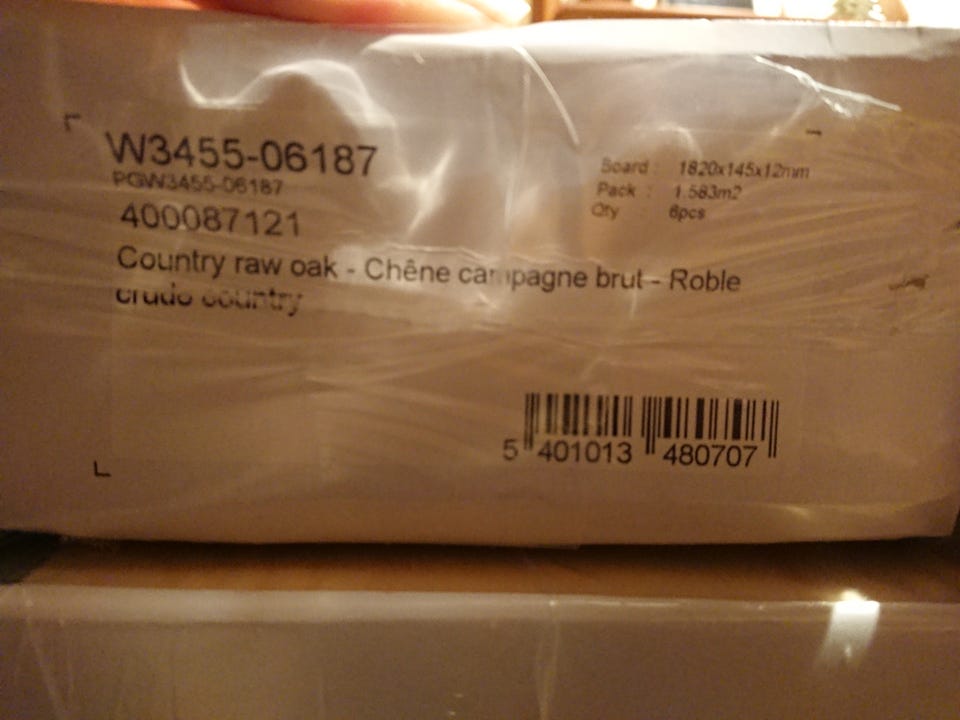 W3455-06187
PGW3455-06187
400087121
Country raw oak - Chêne campagne brut - Roble
crudo country
Board : 1820x145x12mm
Pack : 1.583m2
Qty : 6pcs
5 401013 480707